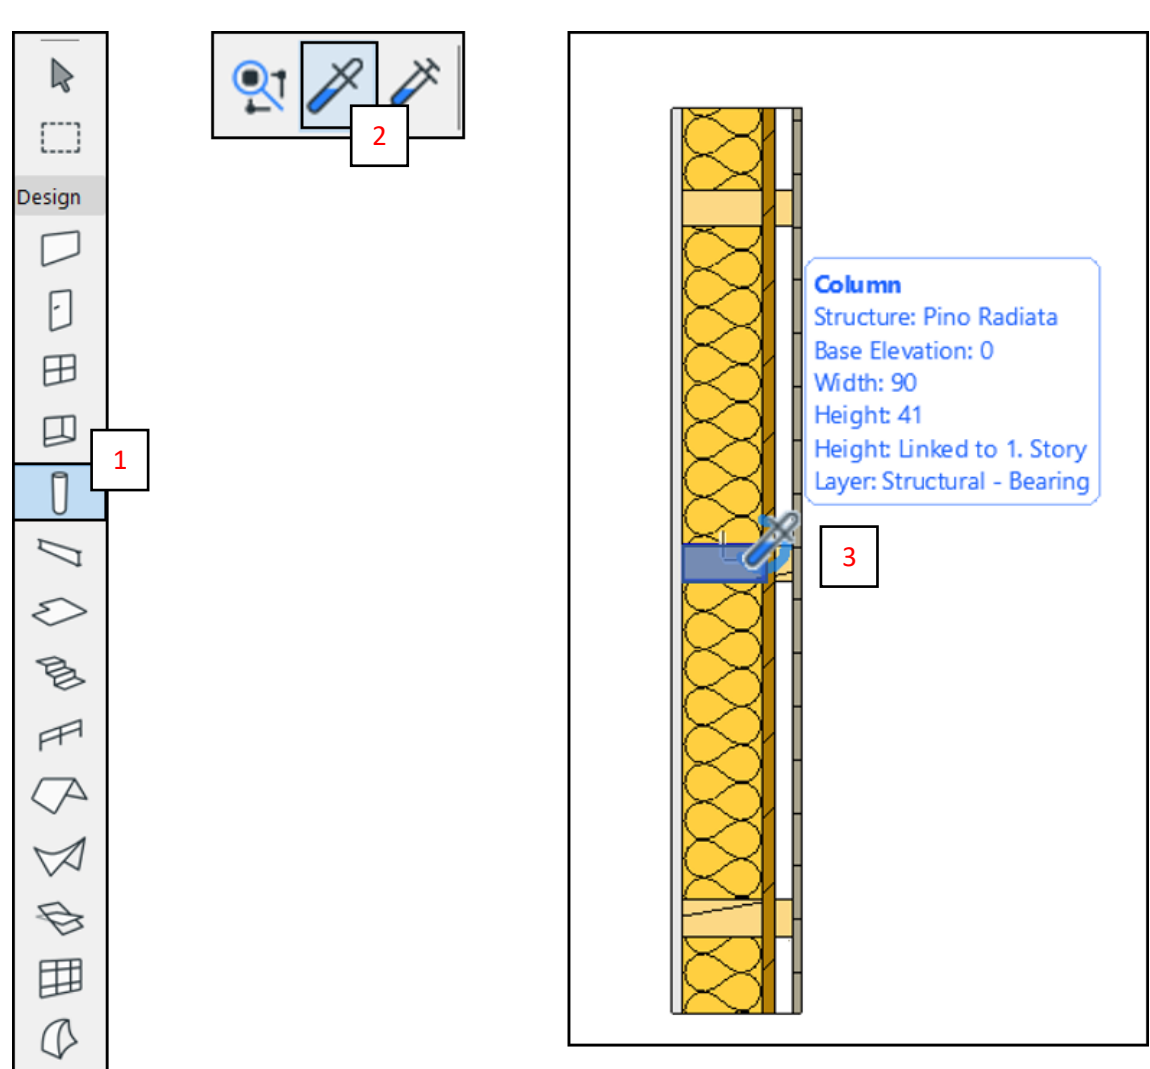 Design
1
2
Column
Structure: Pino Radiata
Base Elevation: 0
Width: 90
Height: 41
Height: Linked to 1. Story
Layer: Structural - Bearing
3